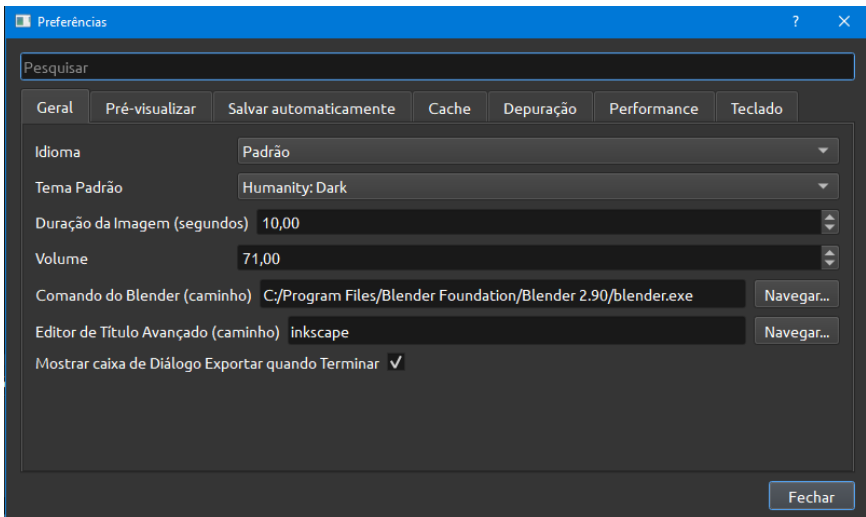 Preferências ?
Pesquisar
Geral Pré-visualizar Salvar automaticamente Cache Depuração Performance Teclado
Idioma Padrão
Tema Padrão Humanity: Dark
Duração da Imagem (segundos) 10,00
Volume 71,00
Comando do Blender (caminho) C:/Program Files/Blender Foundation/Blender 2.90/blender.exe Navegar...
Editor de Título Avançado (caminho) inkscape Navegar...
Mostrar caixa de Diálogo Exportar quando Terminar
Fechar